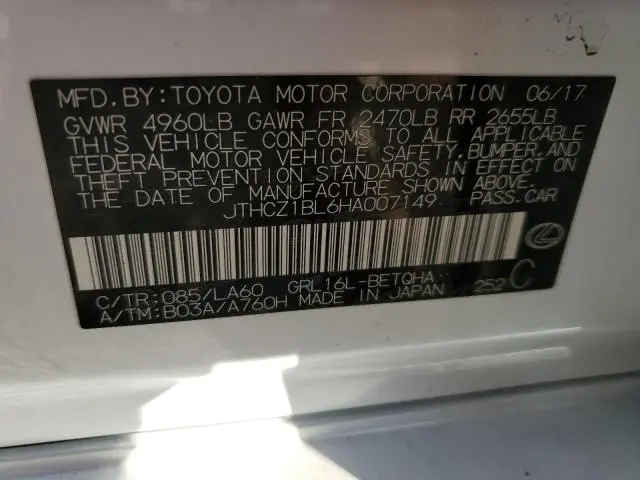 MFD. BY: TOYOTA MOTOR CORPORATION 06/17
GVWR 4960LB GAWR FR 2470LB RR 2655LB
THIS VEHICLE CONFORMS TO ALL APPLICABLE
FEDERAL MOTOR VEHICLE SAFETY, BUMPER, AND
THEFT PREVENTION STANDARDS IN EFFECT ON
THE DATE OF MANUFACTURE SHOWN ABOVE.
JTHCZ1BL6HA007149 PASS. CAR
C/TR: 085/LA60 GRL16L-BETQHA
A/TM: B03A/A760H MADE IN JAPAN 252 C